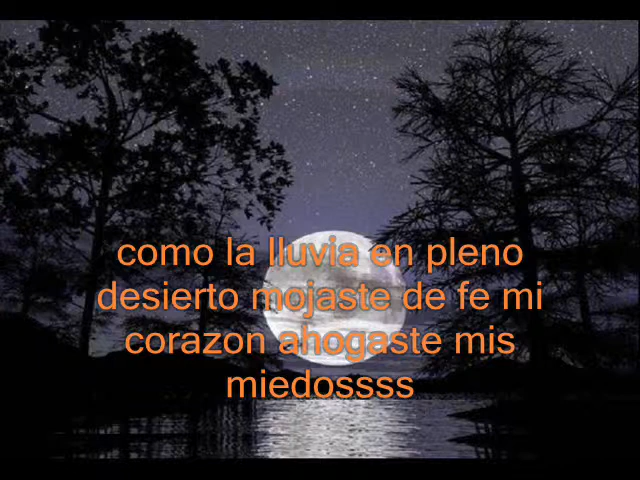 como la lluvia en pleno
desierto mojaste de fe mi
corazon ahogaste mis
miedossss